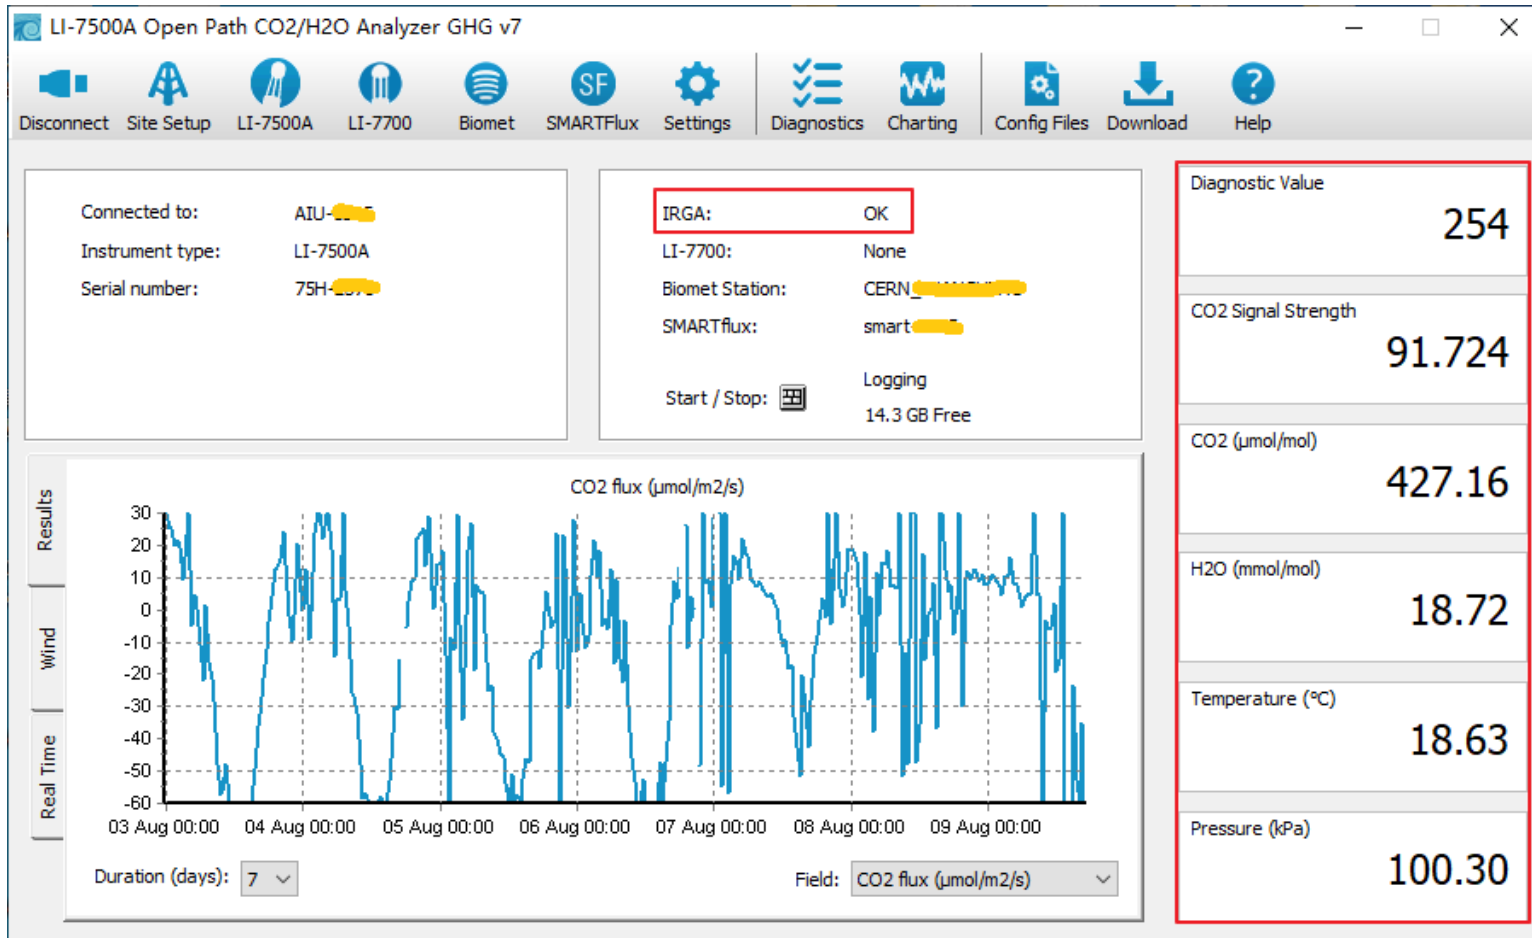 LI-7500A Open Path CO2/H2O Analyzer GHG v7
Disconnect Site Setup LI-7500A LI-7700 Biomet SMARTFlux Settings Diagnostics Charting Config Files Download Help
SF
?
Connected to: AIU-
Instrument type: LI-7500A
Serial number: 75H-
IRGA: OK
LI-7700: None
Biomet Station: CERN_
SMARTflux: smart-
Logging
Start / Stop:
14.3 GB Free
Diagnostic Value
254
CO2 Signal Strength
91.724
CO2 (µmol/mol)
427.16
H2O (mmol/mol)
18.72
Temperature (°C)
18.63
Pressure (kPa)
100.30
Results
Wind
Real Time
CO2 flux (µmol/m2/s)
30
20
10
0
-10
-20
-30
-40
-50
-60
03 Aug 00:00 04 Aug 00:00 05 Aug 00:00 06 Aug 00:00 07 Aug 00:00 08 Aug 00:00 09 Aug 00:00
Duration (days): 7
Field: CO2 flux (µmol/m2/s)